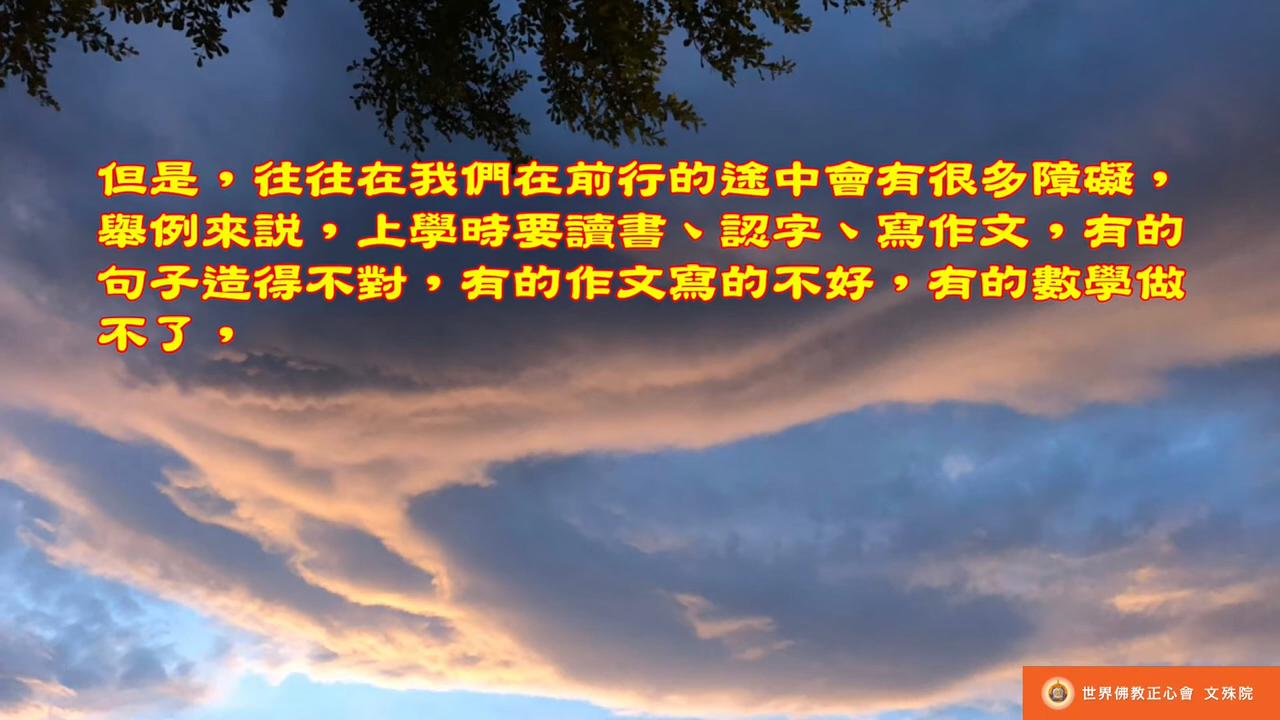 但是，往往在我們在前行的途中會有很多障礙，
舉例來説，上學時要讀書、認字、寫作文，有的
句子造得不對，有的作文寫的不好，有的數學做
不了，
世界佛教正心會 文殊院